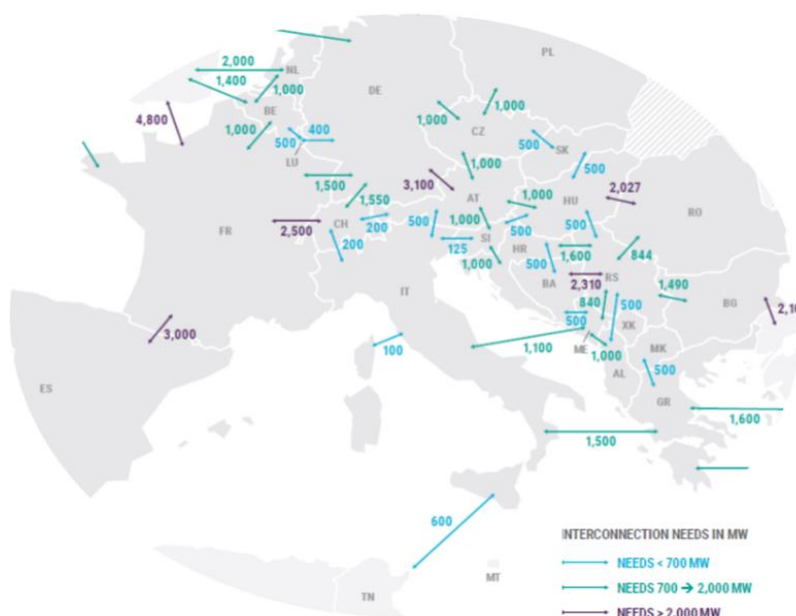 PL
2,000
NL
1,400
1,000
DE
BE
4,800
1,000
400
500
LU
1,000
1,000
CZ
500
SK
500
1,000
3,100
1,500
1,550
AT
1,000
HU
2,027
RO
FR
2,500
CH
200
200
500
1,000
SI
500
500
125
HR
1,600
844
1,000
500
BA
RS
2,310
1,490
IT
840
500
BG
2,10
3,000
500
XK
ME
1,000
MK
100
1,100
AL
500
ES
GR
1,600
1,500
600
INTERCONNECTION NEEDS IN MW
NEEDS < 700 MW
MT
NEEDS 700 → 2,000 MW
TN
NEEDS > 2,000 MW